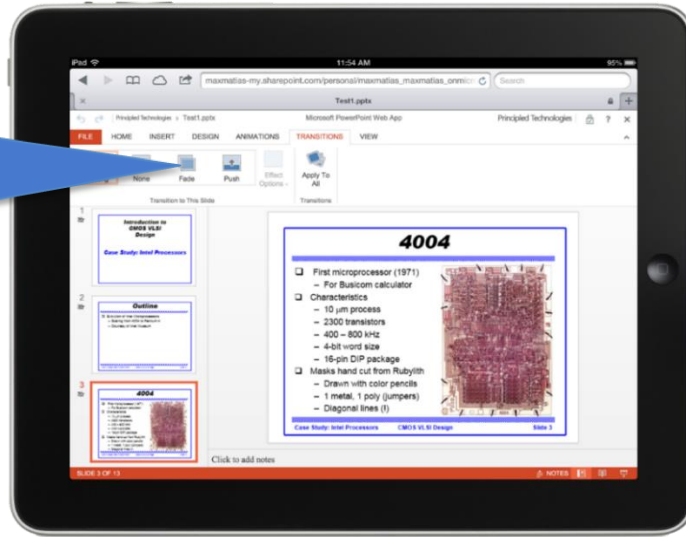 iPad
11:54 AM
95%
maxmatias-my.sharepoint.com/personal/maxmatias_maxmatias_onmicr
Search
Test1.pptx
Principled Technologies > Test1.pptx
Microsoft PowerPoint Web App
Principled Technologies
?
FILE HOME INSERT DESIGN ANIMATIONS TRANSITIONS VIEW
None
Fade
Push
Effect
Options
Apply To
All
Transition to This Slide
Transitions
1
Introduction to
CMOS VLSI
Design
Case Study: Intel Processors
2
Outline
3
4004
4004
First microprocessor (1971)
– For Busicom calculator
Characteristics
– 10 μm process
– 2300 transistors
– 400 – 800 kHz
– 4-bit word size
– 16-pin DIP package
Masks hand cut from Rubylith
– Drawn with color pencils
– 1 metal, 1 poly (jumpers)
– Diagonal lines (!)
Case Study: Intel Processors CMOS VLSI Design Slide 3
Click to add notes
SLIDE 3 OF 13
NOTES